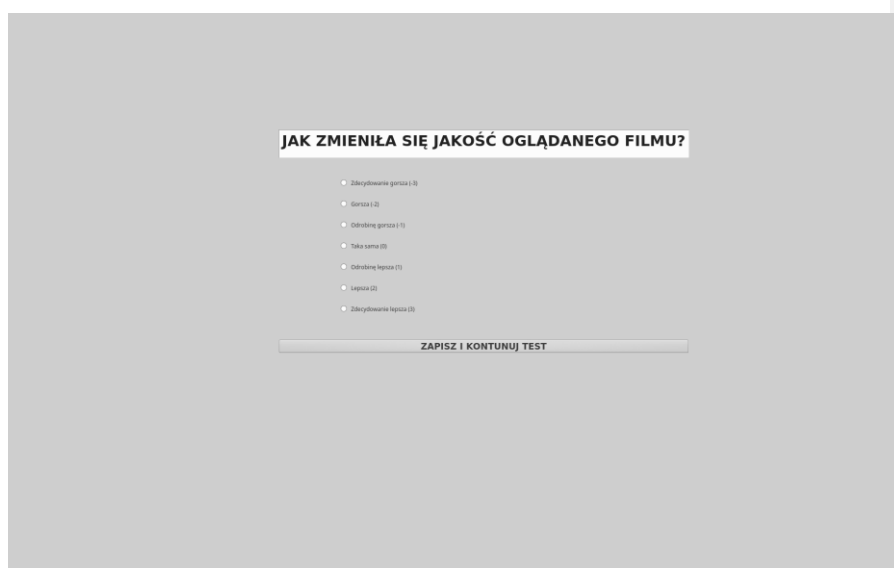 JAK ZMIENIŁA SIĘ JAKOŚĆ OGLĄDANEGO FILMU?
Zdecydowanie gorsza (-3)
Gorsza (-2)
Odrobinę gorsza (-1)
Taka sama (0)
Odrobinę lepsza (1)
Lepsza (2)
Zdecydowanie lepsza (3)
ZAPISZ I KONTUNUJ TEST